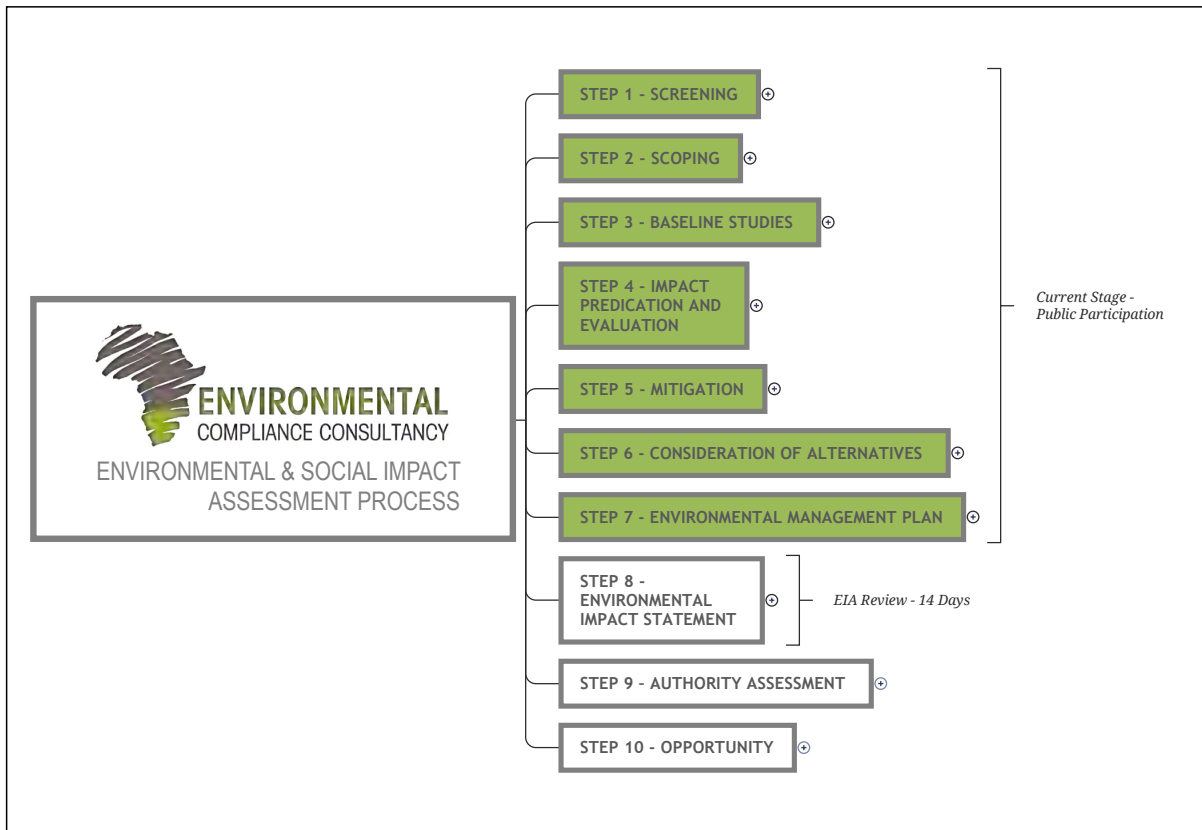 STEP 1 - SCREENING
STEP 2 - SCOPING
STEP 3 - BASELINE STUDIES
STEP 4 - IMPACT
PREDICATION AND
EVALUATION
Current Stage -
Public Participation
ENVIRONMENTAL
COMPLIANCE CONSULTANCY
ENVIRONMENTAL & SOCIAL IMPACT
ASSESSMENT PROCESS
STEP 5 - MITIGATION
STEP 6 - CONSIDERATION OF ALTERNATIVES
STEP 7 - ENVIRONMENTAL MANAGEMENT PLAN
STEP 8 -
ENVIRONMENTAL
IMPACT STATEMENT
EIA Review - 14 Days
STEP 9 - AUTHORITY ASSESSMENT
STEP 10 - OPPORTUNITY